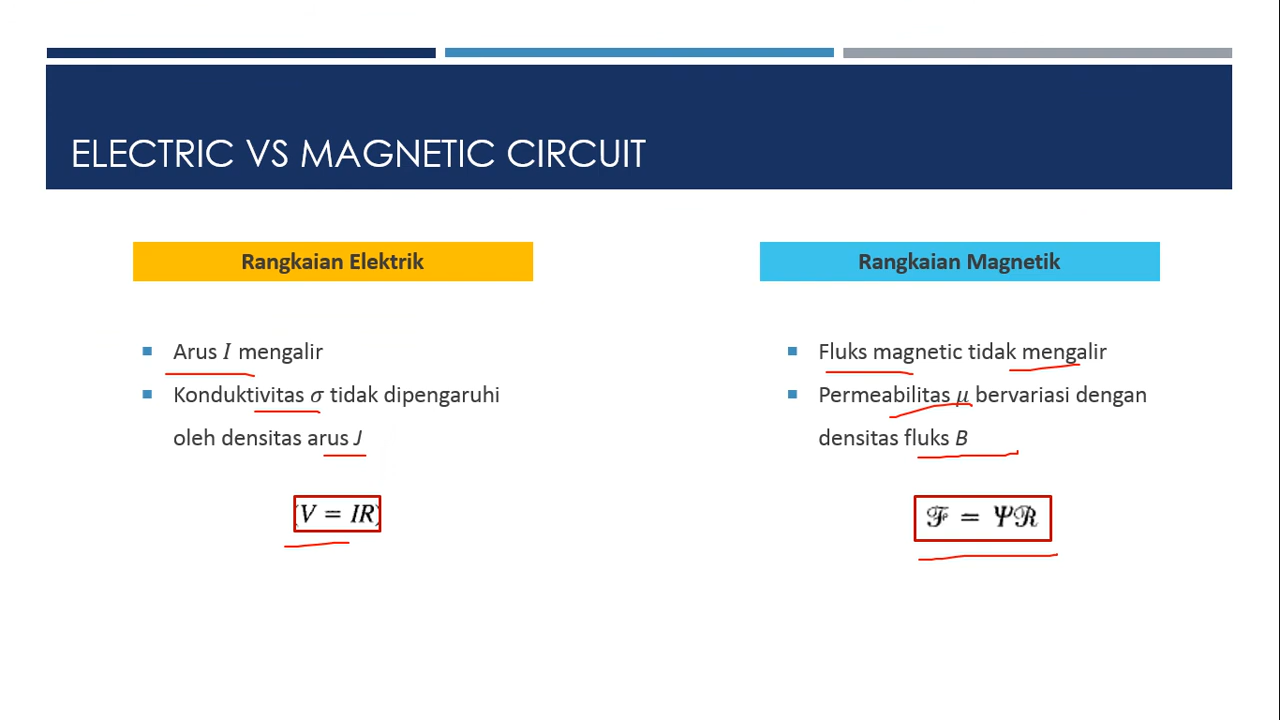 ELECTRIC VS MAGNETIC CIRCUIT
Rangkaian Elektrik
Arus I mengalir
Konduktivitas σ tidak dipengaruhi
oleh densitas arus J
(V = IR)
Rangkaian Magnetik
Fluks magnetic tidak mengalir
Permeabilitas μ bervariasi dengan
densitas fluks B
ℱ = Ψℛ